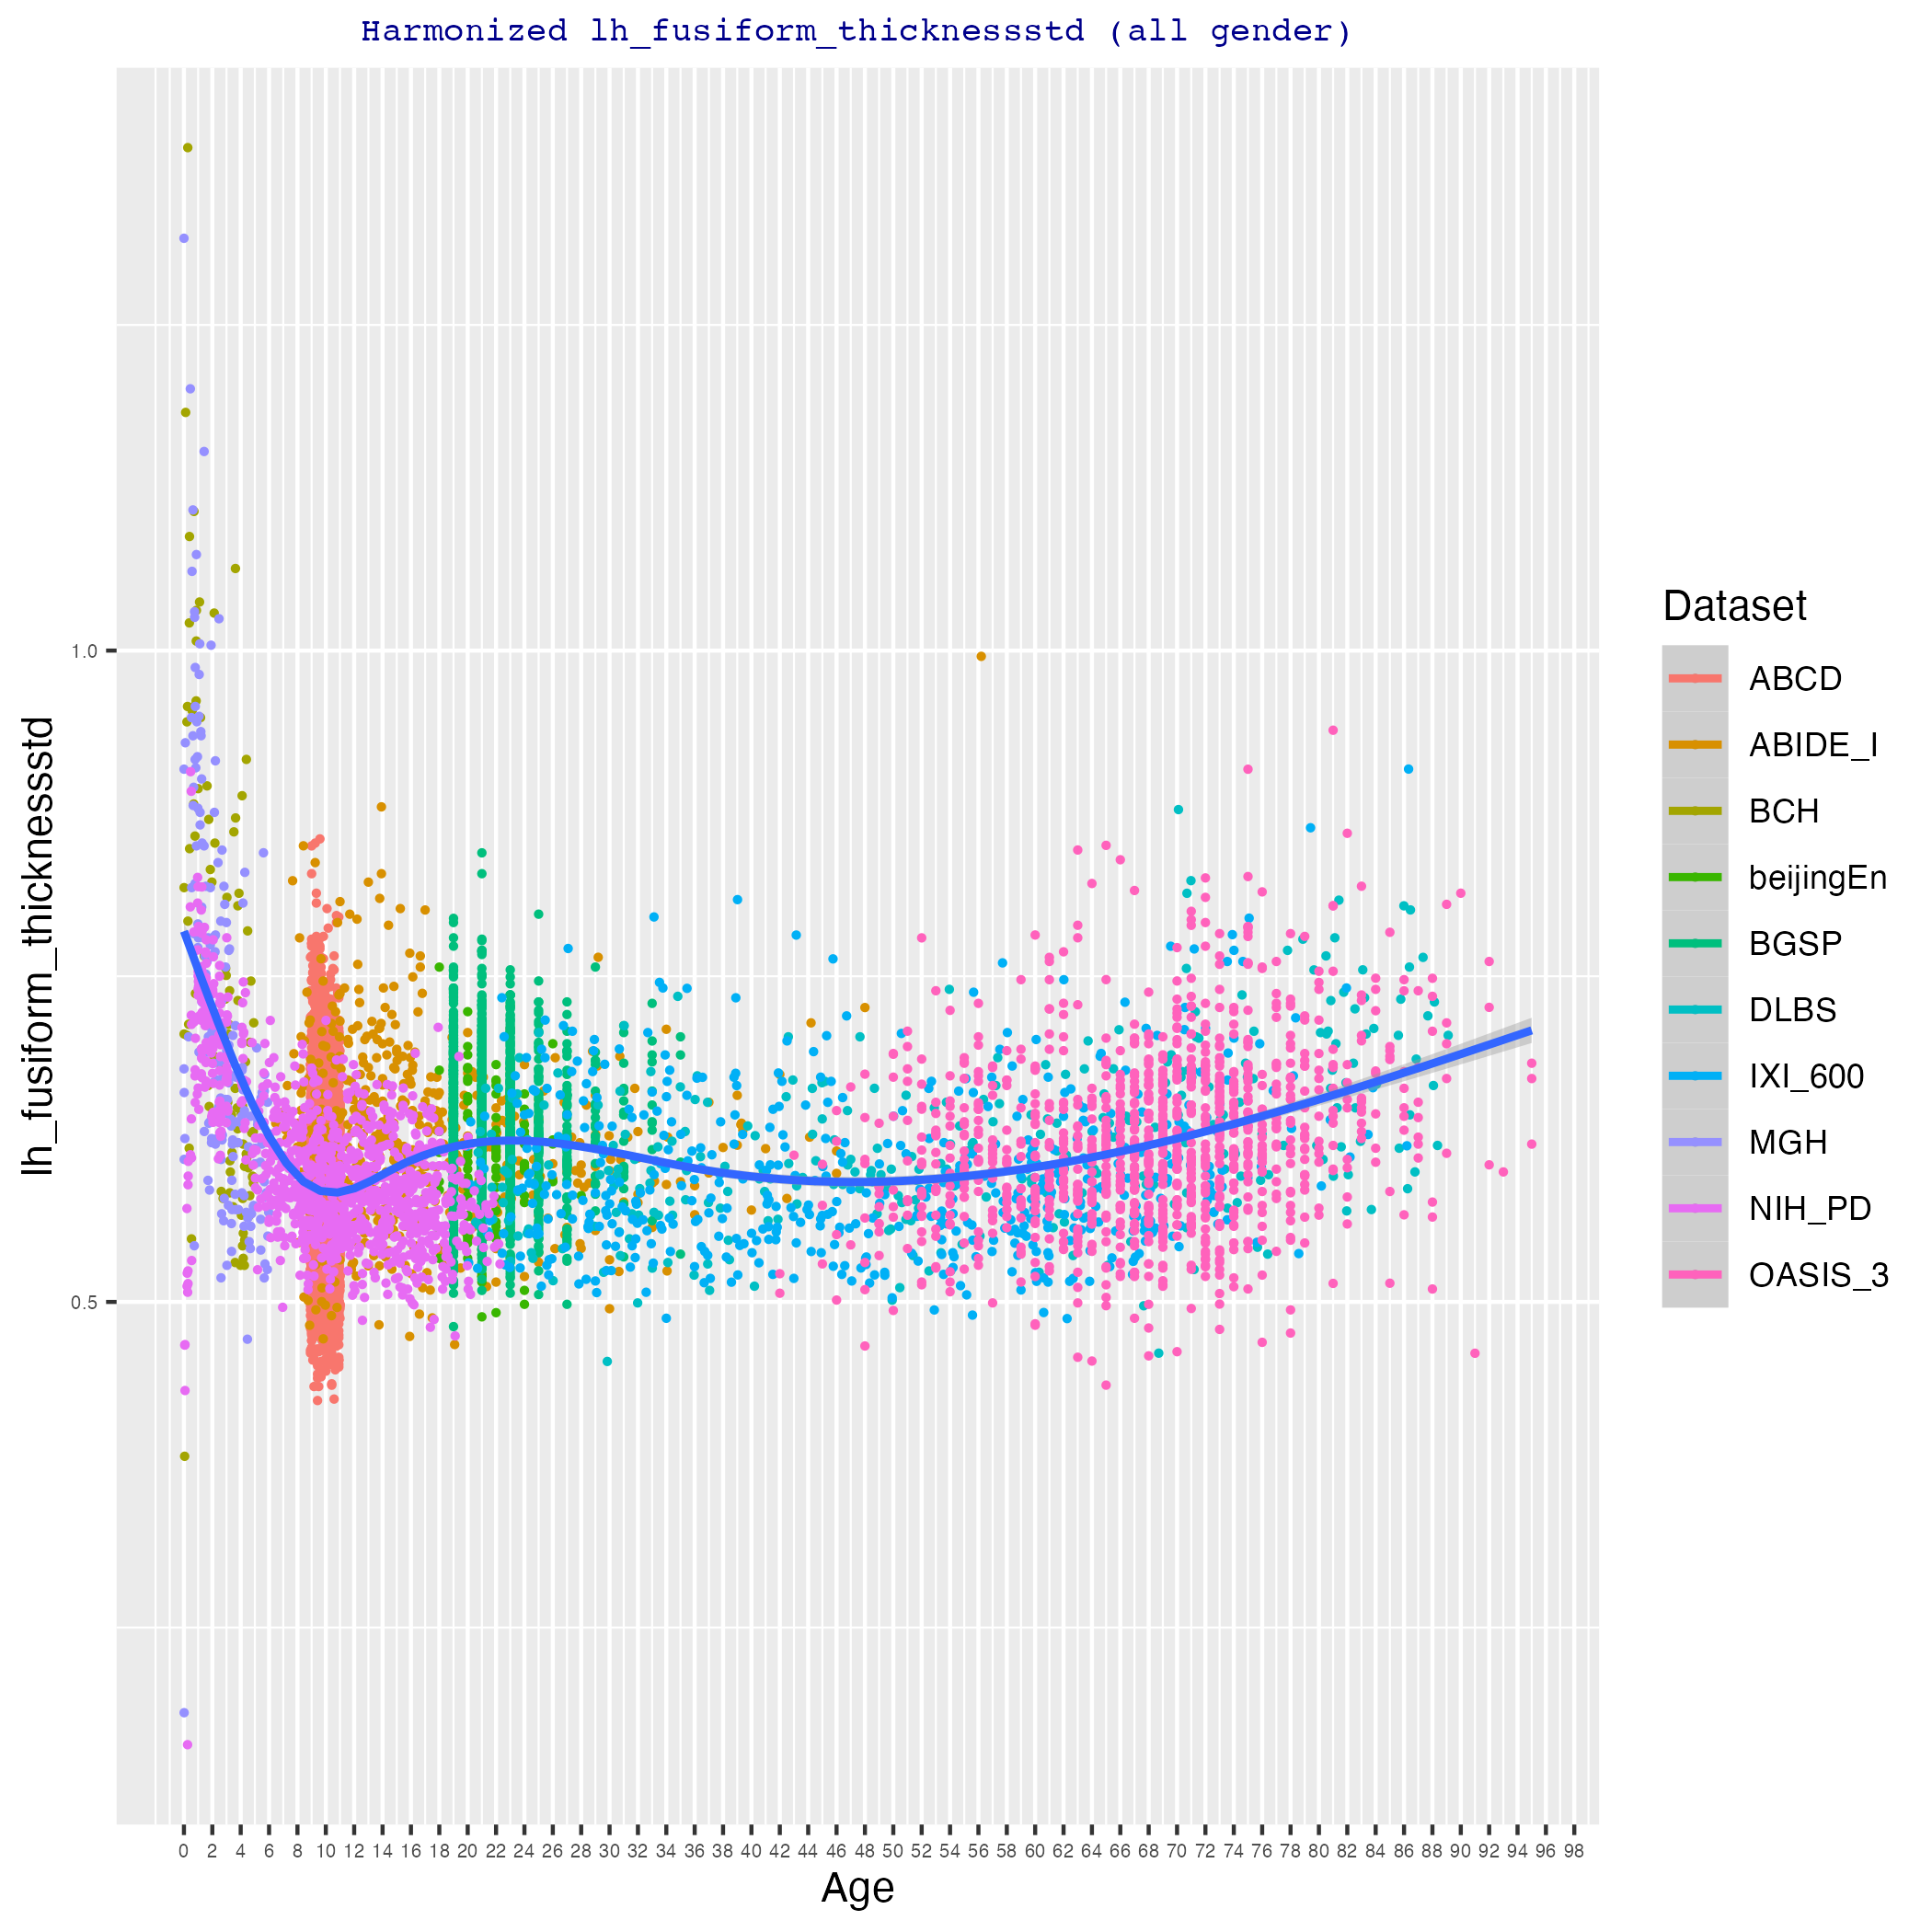 Harmonized lh_fusiform_thicknessstd (all gender)
lh_fusiform_thicknessstd
1.0
0.5
0 2 4 6 8 10 12 14 16 18 20 22 24 26 28 30 32 34 36 38 40 42 44 46 48 50 52 54 56 58 60 62 64 66 68 70 72 74 76 78 80 82 84 86 88 90 92 94 96 98
Age
Dataset
ABCD
ABIDE_I
BCH
beijingEn
BGSP
DLBS
IXI_600
MGH
NIH_PD
OASIS_3